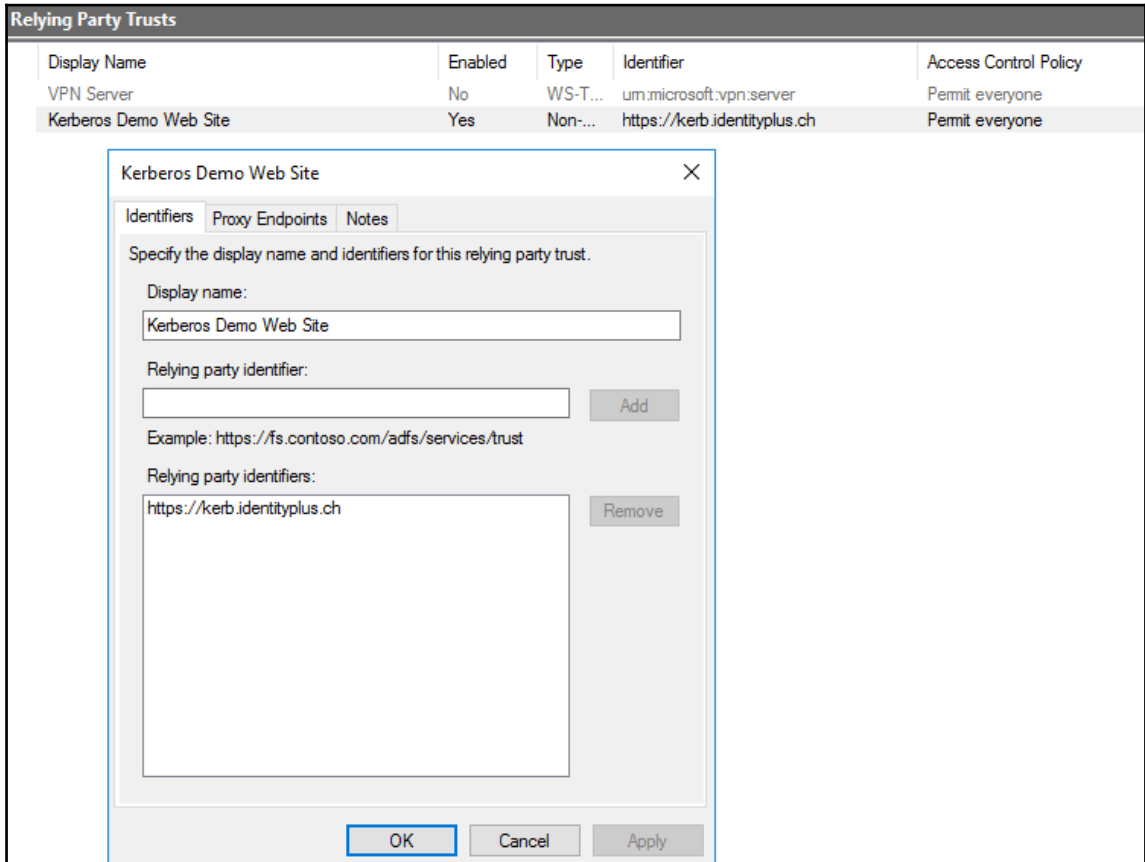 Relying Party Trusts
Display Name Enabled Type Identifier Access Control Policy
VPN Server No WS-T... urn:microsoft:vpn:server Permit everyone
Kerberos Demo Web Site Yes Non-... https://kerb.identityplus.ch Permit everyone
Kerberos Demo Web Site
Identifiers Proxy Endpoints Notes
Specify the display name and identifiers for this relying party trust.
Display name:
Kerberos Demo Web Site
Relying party identifier:
Add
Example: https://fs.contoso.com/adfs/services/trust
Relying party identifiers:
https://kerb.identityplus.ch
Remove
OK Cancel Apply